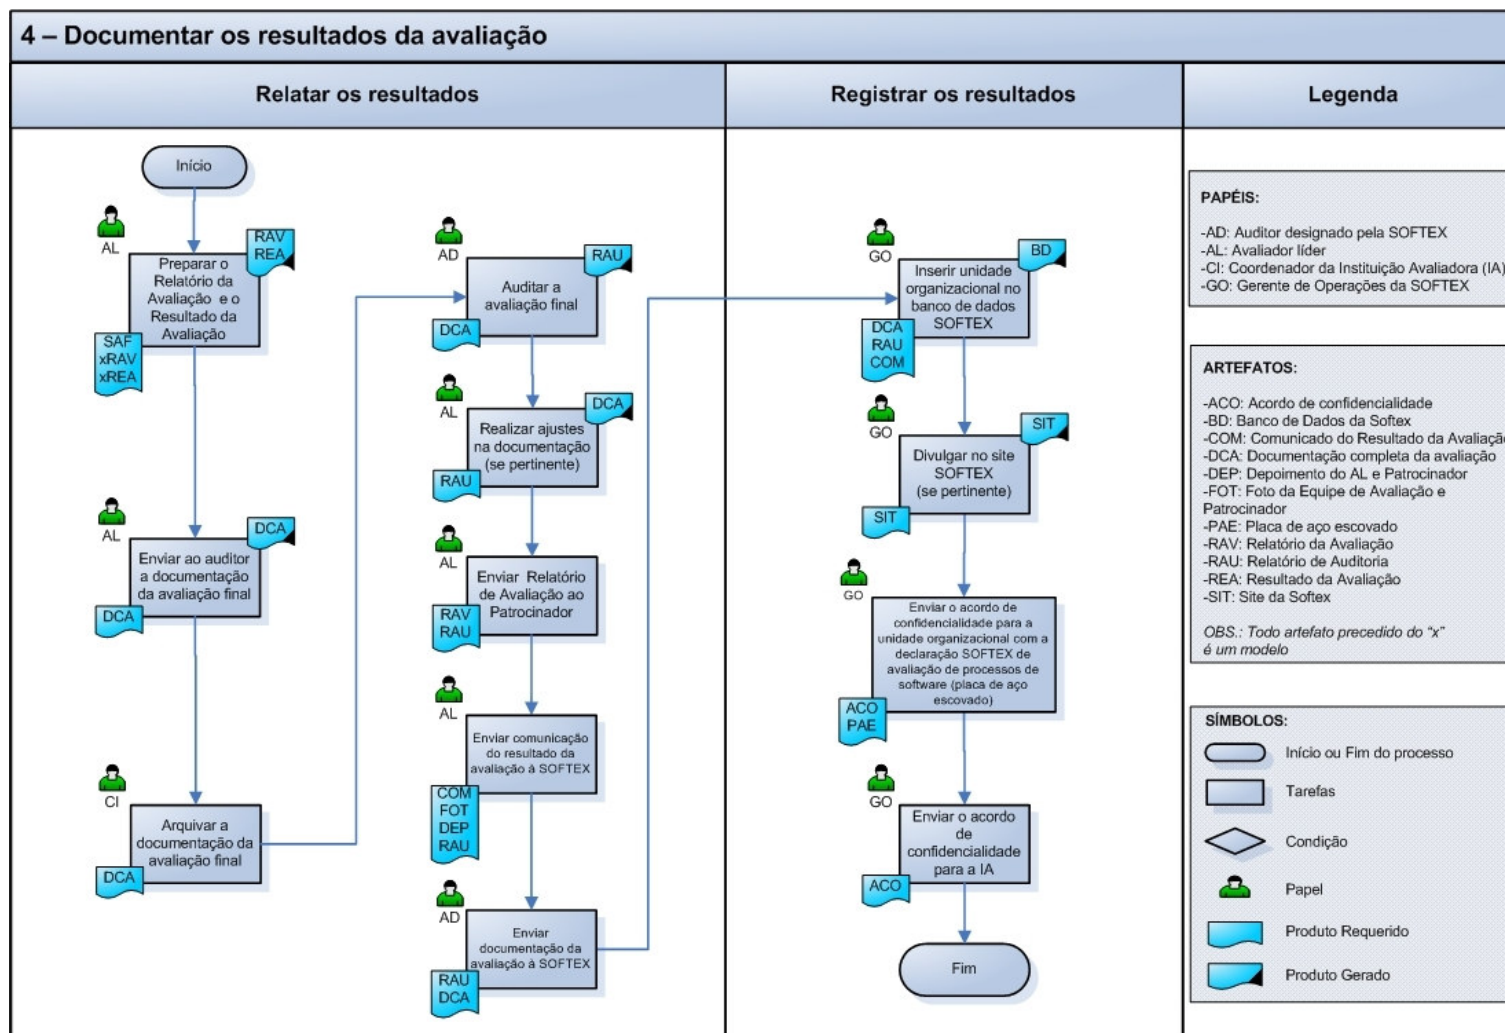 4 – Documentar os resultados da avaliação
Relatar os resultados
Registrar os resultados
Legenda
Início
AL
RAV
REA
Preparar o
Relatório da
Avaliação e o
Resultado da
Avaliação
SAF
xRAV
xREA
AL
DCA
Enviar ao auditor
a documentação
da avaliação final
DCA
CI
Arquivar a
documentação da
avaliação final
DCA
AD
RAU
Auditar a
avaliação final
DCA
AL
DCA
Realizar ajustes
na documentação
(se pertinente)
RAU
AL
Enviar Relatório
de Avaliação ao
Patrocinador
RAV
RAU
AL
Enviar comunicação
do resultado da
avaliação à SOFTEX
COM
FOT
DEP
RAU
AD
Enviar
documentação da
avaliação à SOFTEX
RAU
DCA
GO
BD
Inserir unidade
organizacional no
banco de dados
SOFTEX
DCA
RAU
COM
GO
SIT
Divulgar no site
SOFTEX
(se pertinente)
SIT
GO
Enviar o acordo de
confidencialidade para a
unidade organizacional com a
declaração SOFTEX de
avaliação de processos de
software (placa de aço
escovado)
ACO
PAE
GO
Enviar o acordo
de
confidencialidade
para a IA
ACO
Fim
PAPÉIS:
-AD: Auditor designado pela SOFTEX
-AL: Avaliador líder
-CI: Coordenador da Instituição Avaliadora (IA)
-GO: Gerente de Operações da SOFTEX
ARTEFATOS:
-ACO: Acordo de confidencialidade
-BD: Banco de Dados da Softex
-COM: Comunicado do Resultado da Avaliação
-DCA: Documentação completa da avaliação
-DEP: Depoimento do AL e Patrocinador
-FOT: Foto da Equipe de Avaliação e
Patrocinador
-PAE: Placa de aço escovado
-RAV: Relatório da Avaliação
-RAU: Relatório de Auditoria
-REA: Resultado da Avaliação
-SIT: Site da Softex
OBS.: Todo artefato precedido do “x”
é um modelo
SÍMBOLOS:
Início ou Fim do processo
Tarefas
Condição
Papel
Produto Requerido
Produto Gerado